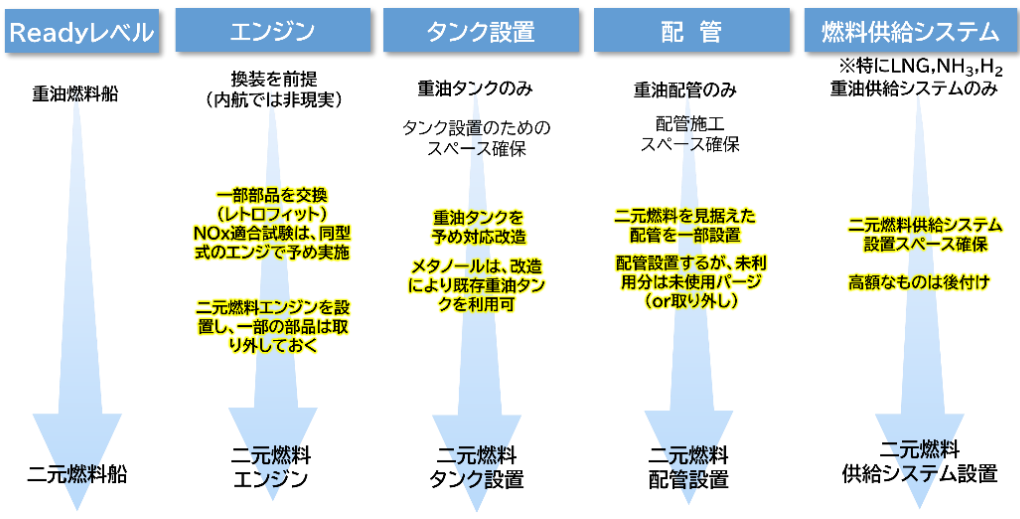 Readyレベル
重油燃料船
二元燃料船
エンジン
換装を前提
（内航では非現実）
一部部品を交換
（レトロフィット）
NOx適合試験は、同型
式のエンジで予め実施
二元燃料エンジンを設
置し、一部の部品は取
り外しておく
二元燃料
エンジン
タンク設置
重油タンクのみ
タンク設置のための
スペース確保
重油タンクを
予め対応改造
メタノールは、改造
により既存重油タン
クを利用可
二元燃料
タンク設置
配 管
重油配管のみ
配管施工
スペース確保
二元燃料を見据えた
配管を一部設置
配管設置するが、未利
用分は未使用パージ
（or取り外し）
二元燃料
配管設置
燃料供給システム
※特にLNG,NH₃,H₂
重油供給システムのみ
二元燃料供給システム
設置スペース確保
高額なものは後付け
二元燃料
供給システム設置